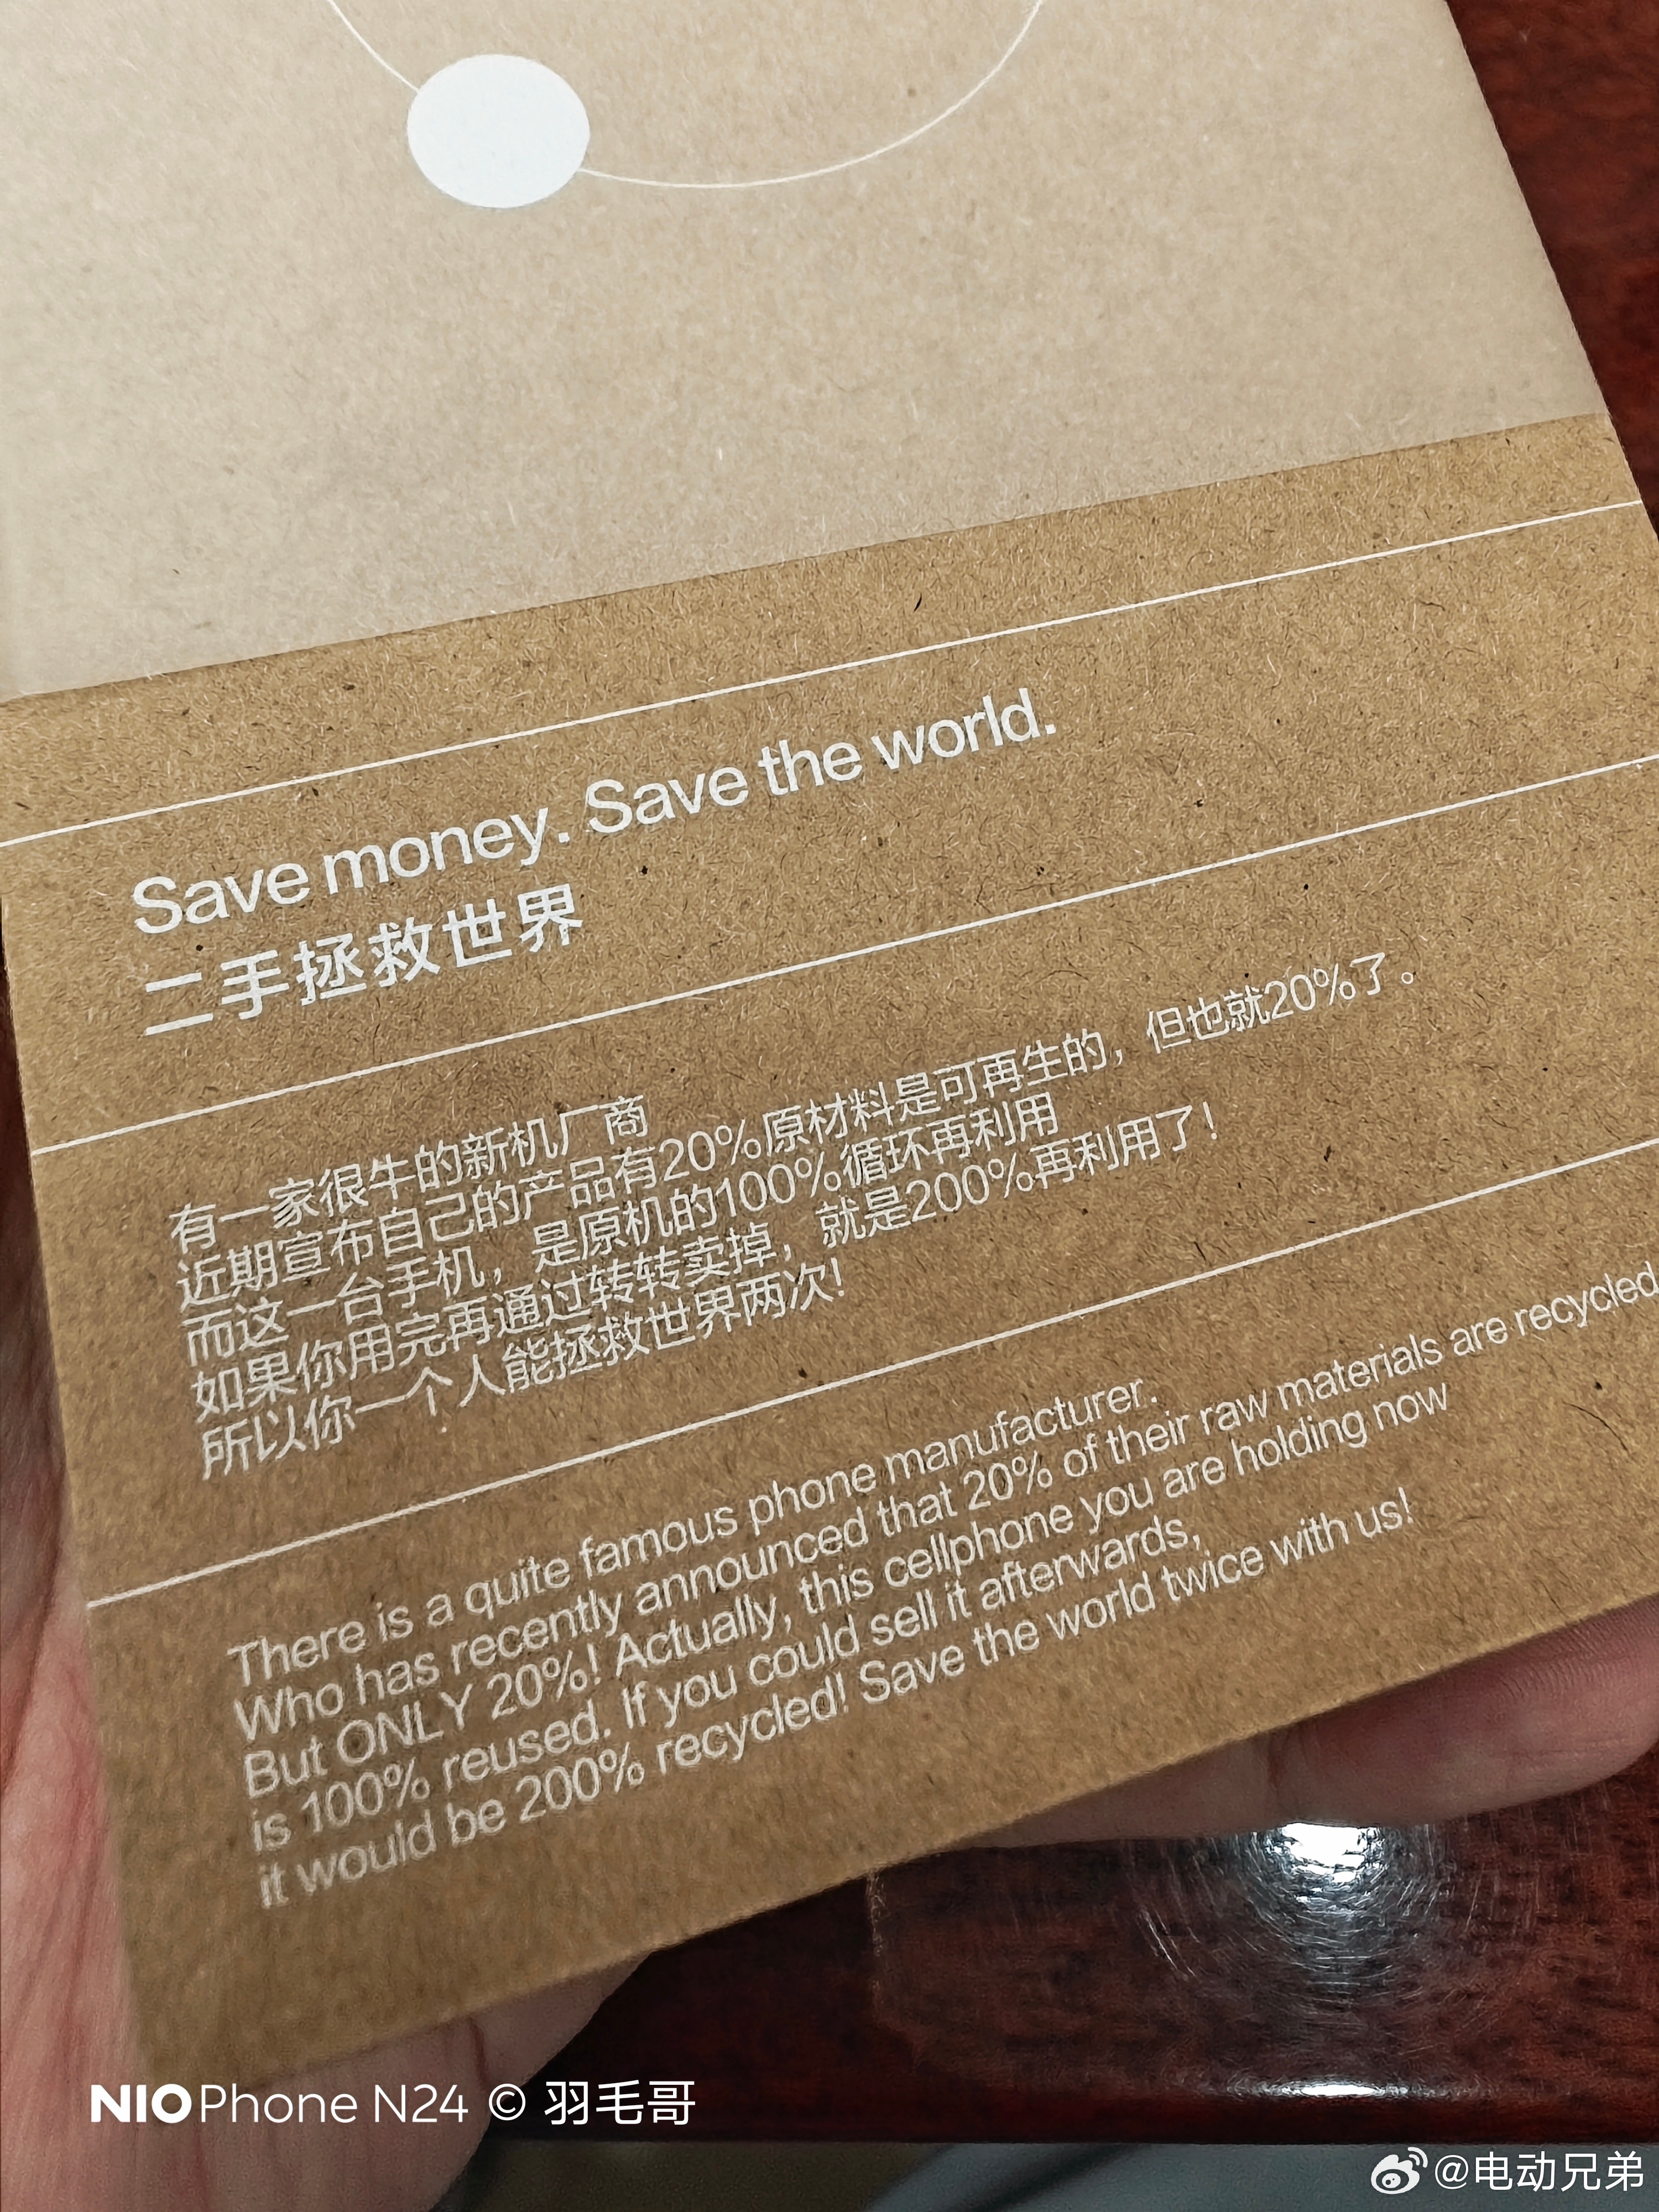 Save money. Save the world.
二手拯救世界
有一家很牛的新机厂商
近期宣布自己的产品有20%原材料是可再生的，但也就20%了。
而这一台手机，是原机的100%循环再利用
如果你用完再通过转转卖掉，就是200%再利用了！
所以你一个人能拯救世界两次！
There is a quite famous phone manufacturer.
Who has recently announced that 20% of their raw materials are recycled
But ONLY 20%! Actually, this cellphone you are holding now
is 100% reused. If you could sell it afterwards,
it would be 200% recycled! Save the world twice with us!
NIO Phone N24 © 羽毛哥
@电动兄弟